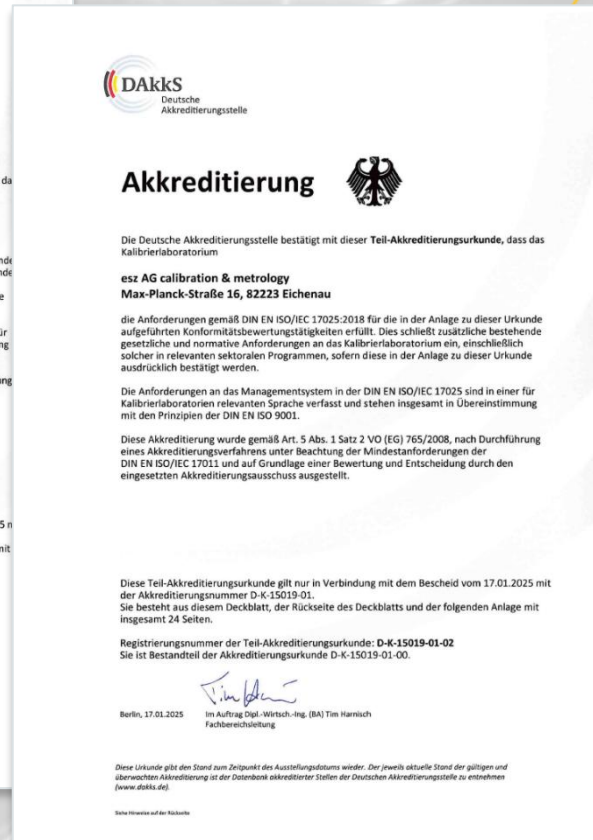 DAkkS
Deutsche
Akkreditierungsstelle
Akkreditierung
Die Deutsche Akkreditierungsstelle bestätigt mit dieser Teil-Akkreditierungsurkunde, dass das
Kalibrierlaboratorium
esz AG calibration & metrology
Max-Planck-Straße 16, 82223 Eichenau
die Anforderungen gemäß DIN EN ISO/IEC 17025:2018 für die in der Anlage zu dieser Urkunde
aufgeführten Konformitätsbewertungstätigkeiten erfüllt. Dies schließt zusätzliche bestehende
gesetzliche und normative Anforderungen an das Kalibrierlaboratorium ein, einschließlich
solcher in relevanten sektoralen Programmen, sofern diese in der Anlage zu dieser Urkunde
ausdrücklich bestätigt werden.
Die Anforderungen an das Managementsystem in der DIN EN ISO/IEC 17025 sind in einer für
Kalibrierlaboratorien relevanten Sprache verfasst und stehen insgesamt in Übereinstimmung
mit den Prinzipien der DIN EN ISO 9001.
Diese Akkreditierung wurde gemäß Art. 5 Abs. 1 Satz 2 VO (EG) 765/2008, nach Durchführung
eines Akkreditierungsverfahrens unter Beachtung der Mindestanforderungen der
DIN EN ISO/IEC 17011 und auf Grundlage einer Bewertung und Entscheidung durch den
eingesetzten Akkreditierungsausschuss ausgestellt.
Diese Teil-Akkreditierungsurkunde gilt nur in Verbindung mit dem Bescheid vom 17.01.2025 mit
der Akkreditierungsnummer D-K-15019-01.
Sie besteht aus diesem Deckblatt, der Rückseite des Deckblatts und der folgenden Anlage mit
insgesamt 24 Seiten.
Registrierungsnummer der Teil-Akkreditierungsurkunde: D-K-15019-01-02
Sie ist Bestandteil der Akkreditierungsurkunde D-K-15019-01-00.
Berlin, 17.01.2025 Im Auftrag Dipl.-Wirtsch.-Ing. (BA) Tim Harnisch
Fachbereichsleitung
Diese Urkunde gibt den Stand zum Zeitpunkt des Ausstellungsdatums wieder. Der jeweils aktuelle Stand der gültigen und
überwachten Akkreditierung ist der Datenbank akkreditierter Stellen der Deutschen Akkreditierungsstelle zu entnehmen
(www.dakks.de).
Siehe Hinweise auf der Rückseite